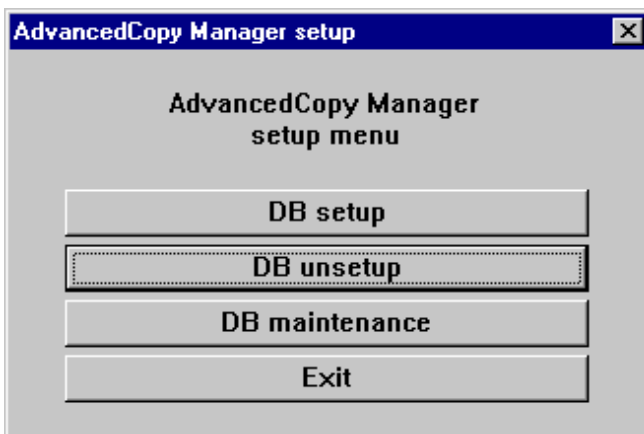 AdvancedCopy Manager setup
AdvancedCopy Manager
setup menu
DB setup
DB unsetup
DB maintenance
Exit